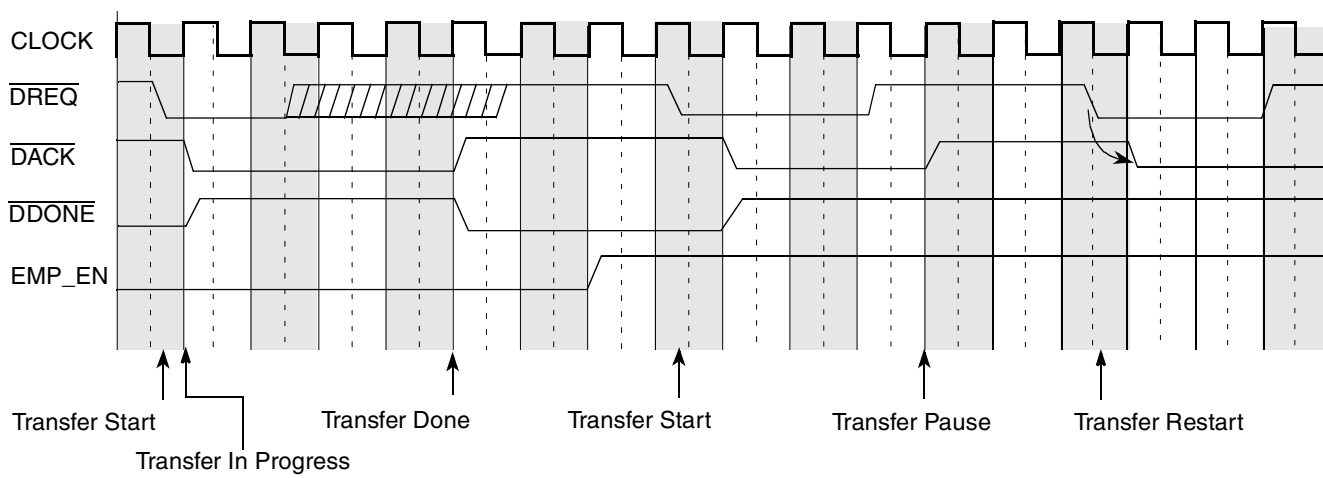 CLOCK
DREQ
DACK
DDONE
EMP_EN
Transfer Start
Transfer Done
Transfer Start
Transfer Pause
Transfer Restart
Transfer In Progress